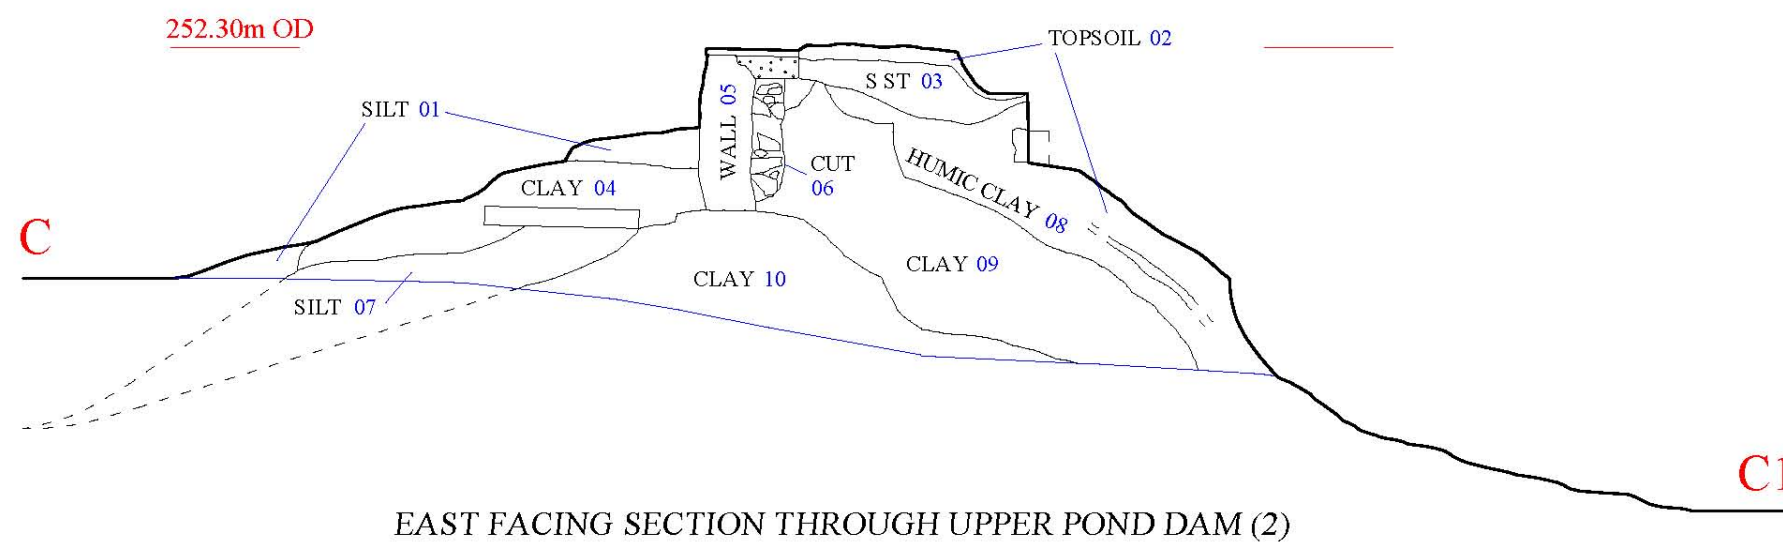 252.30m OD
TOPSOIL 02
S ST 03
SILT 01
WALL 05
CUT
06
HUMIC CLAY 08
CLAY 04
C
CLAY 09
CLAY 10
SILT 07
C1
EAST FACING SECTION THROUGH UPPER POND DAM (2)